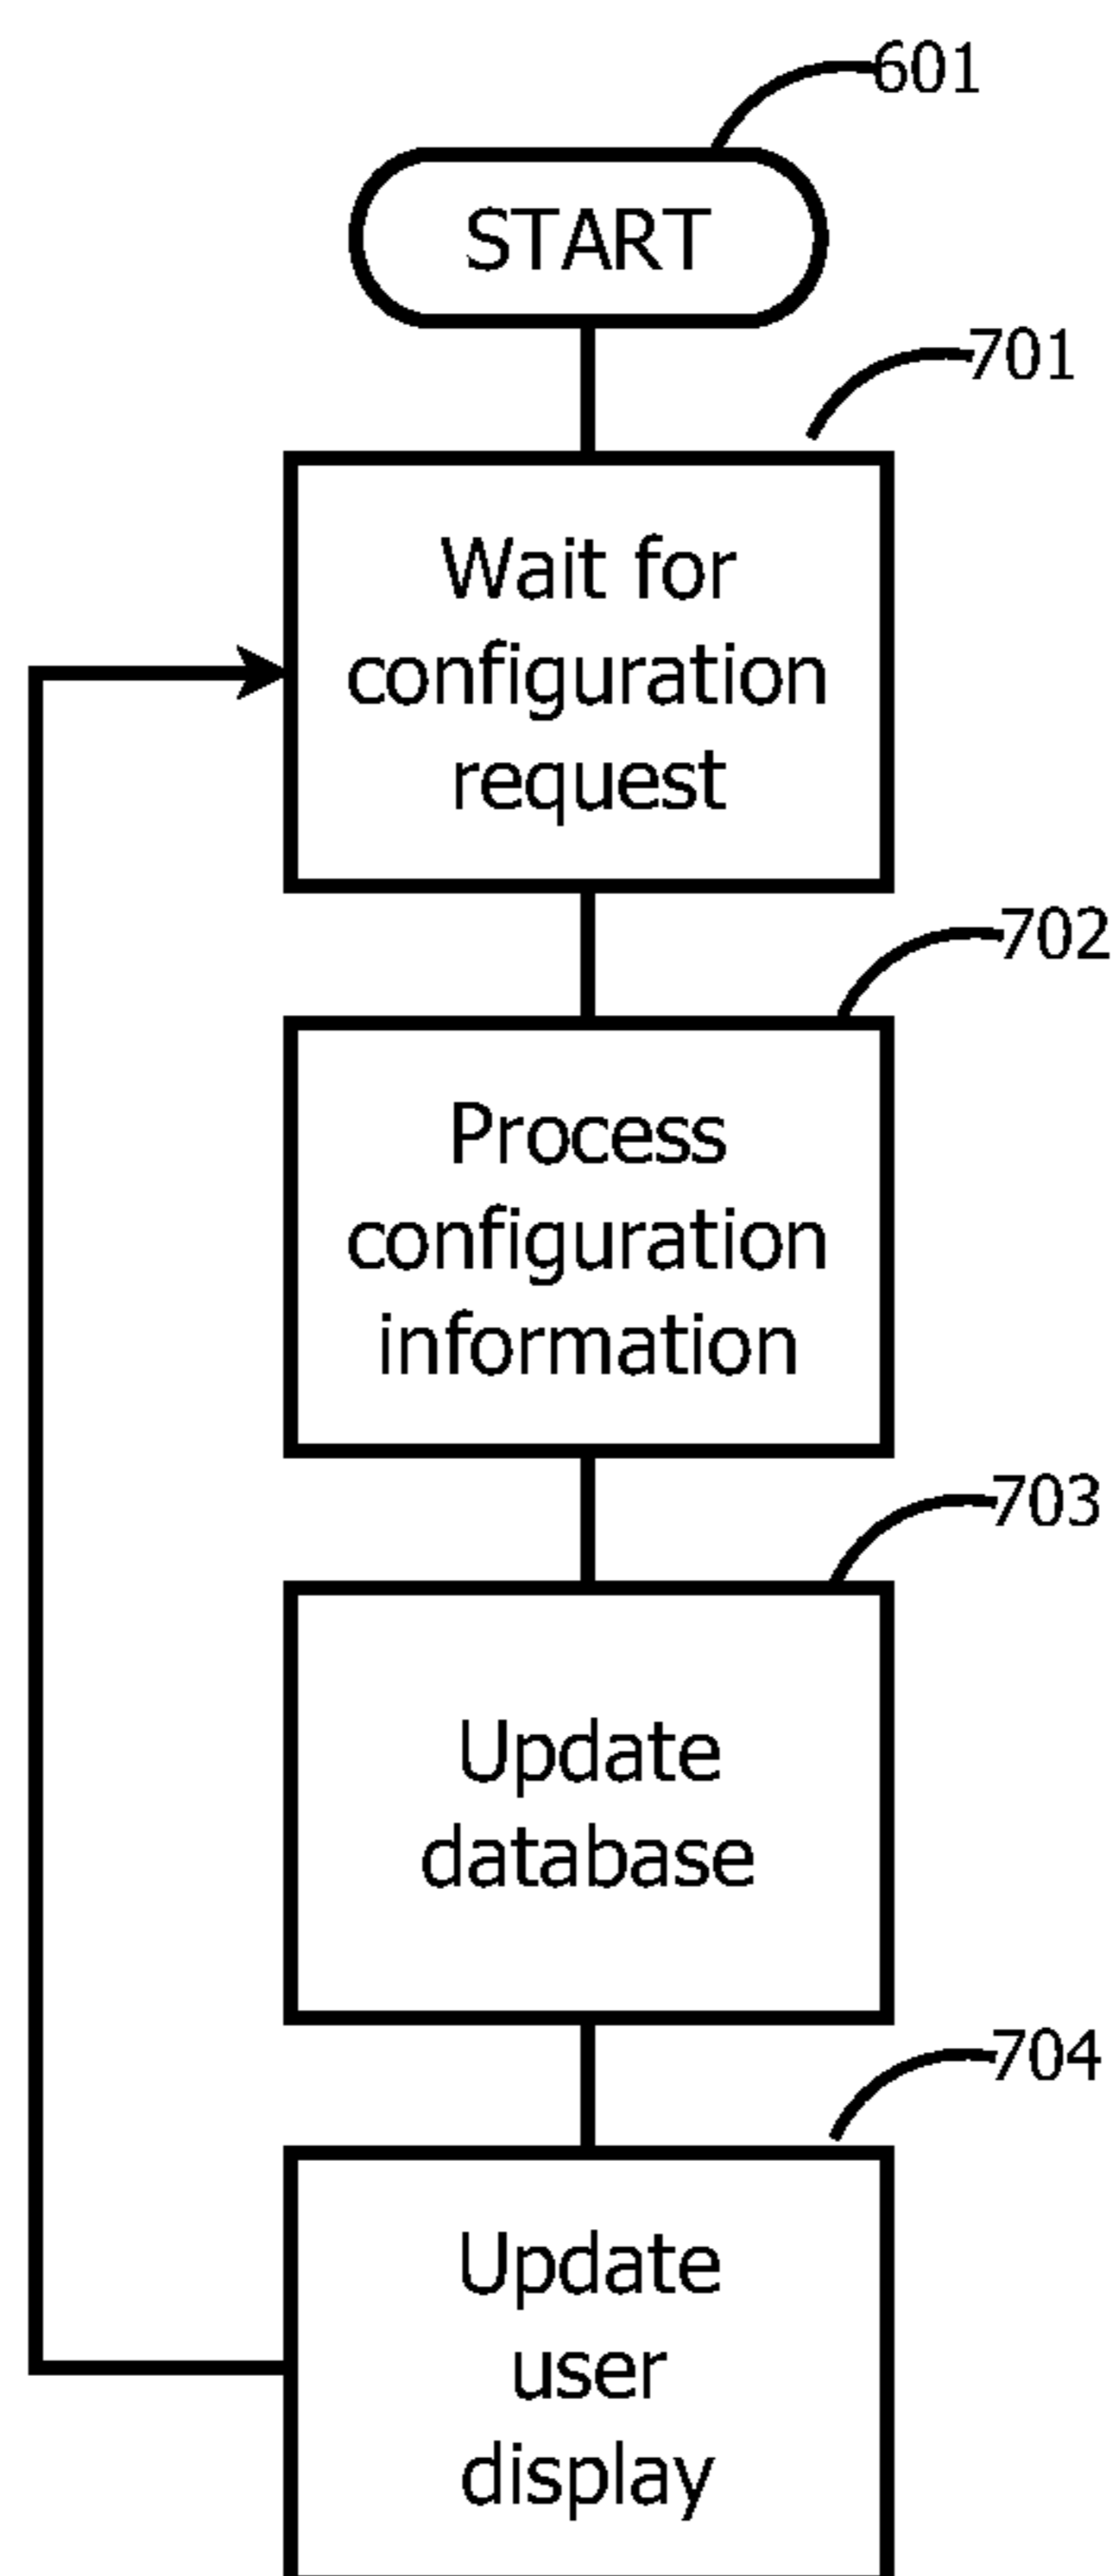 601
START
701
Wait for
configuration
request
702
Process
configuration
information
703
Update
database
704
Update
user
display